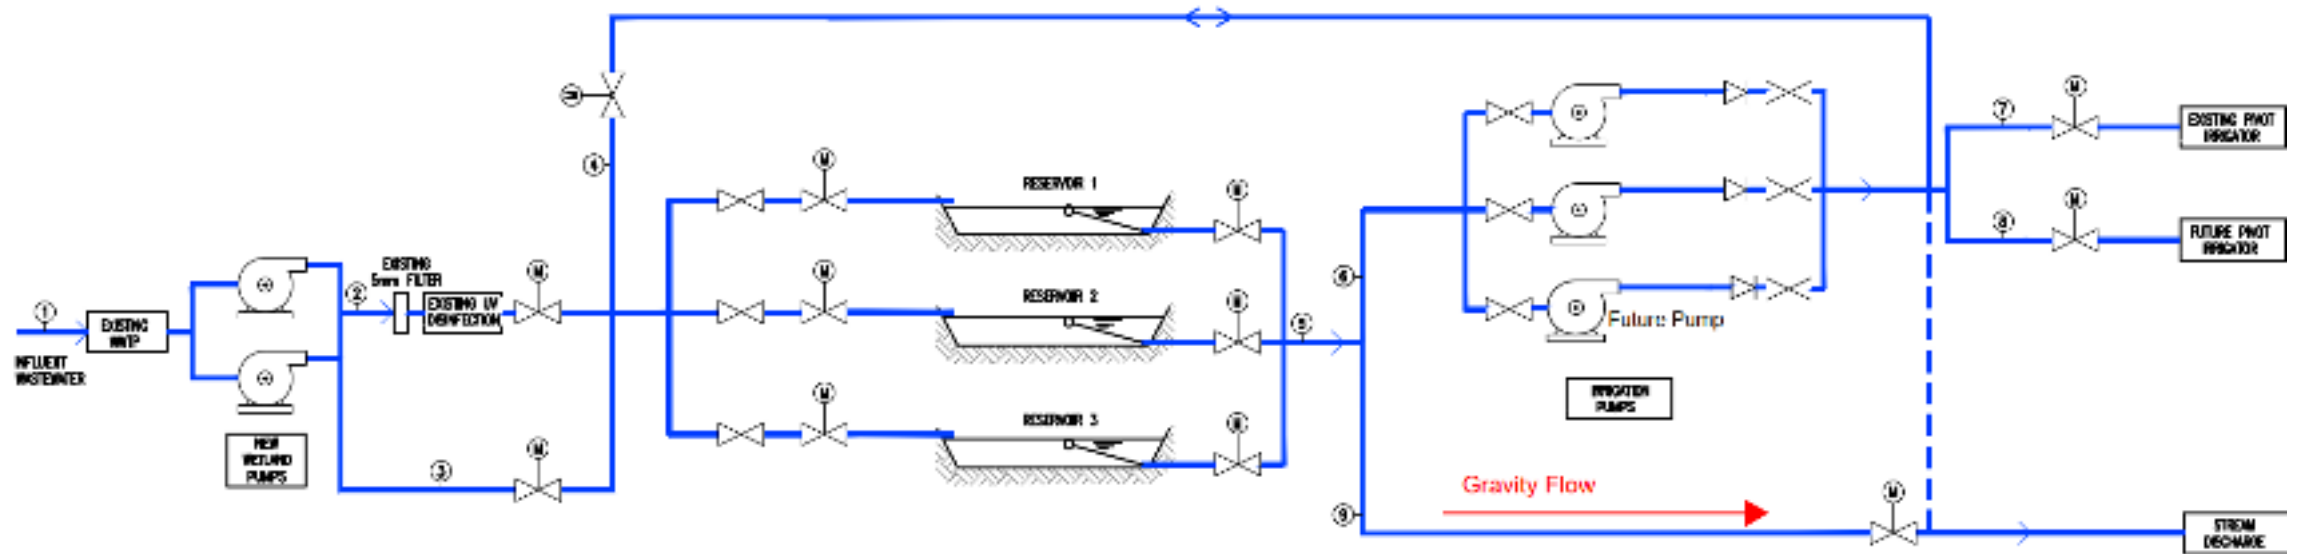 1
INFLUENT
WASTEWATER
EXISTING
WWTP
NEW
WETLAND
PUMPS
2
EXISTING
5mm FILTER
EXISTING UV
DISINFECTION
M
3
M
M
4
M
M
M
RESERVOIR 1
RESERVOIR 2
RESERVOIR 3
M
M
M
5
6
9
Future Pump
IRRIGATION
PUMPS
Gravity Flow
M
7
M
EXISTING PIVOT
IRRIGATOR
8
M
FUTURE PIVOT
IRRIGATOR
STREAM
DISCHARGE